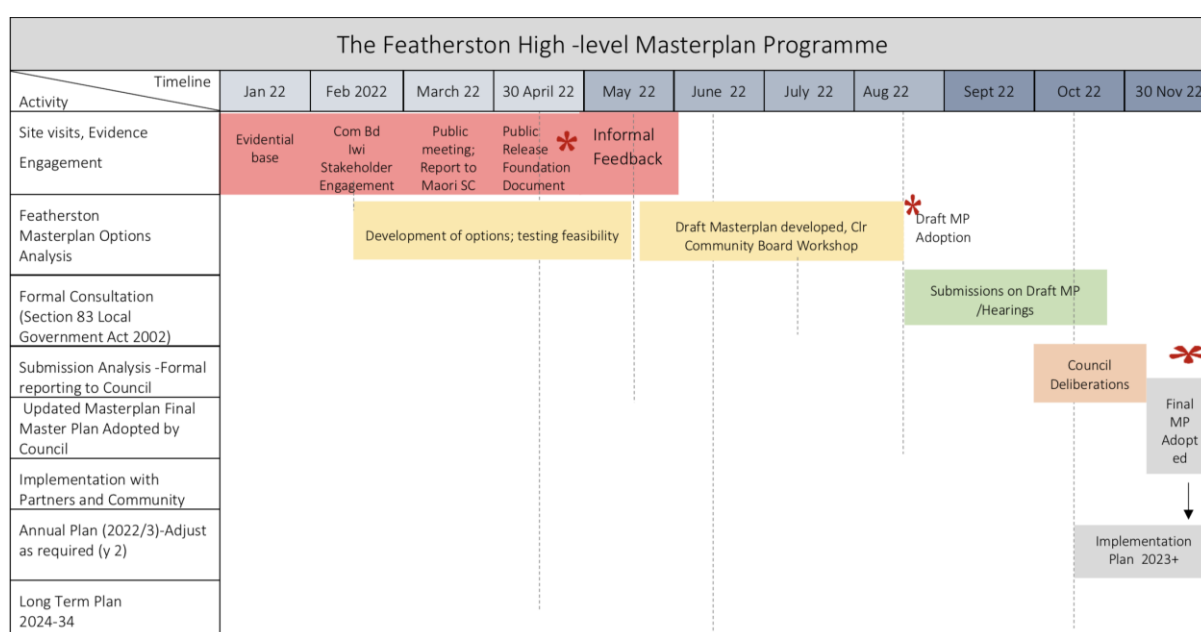 The Featherston High -level Masterplan Programme
Timeline
Activity
Jan 22
Feb 2022
March 22
30 April 22
May 22
June 22
July 22
Aug 22
Sept 22
Oct 22
30 Nov 22
Site visits, Evidence
Engagement
Evidential
base
Com Bd
Iwi
Stakeholder
Engagement
Public
meeting;
Report to
Maori SC
Public
Release
Foundation
Document
*
Informal
Feedback
Featherston
Masterplan Options
Analysis
Development of options; testing feasibility
Draft Masterplan developed, Clr
Community Board Workshop
*
Draft MP
Adoption
Formal Consultation
(Section 83 Local
Government Act 2002)
Submissions on Draft MP
/Hearings
Submission Analysis -Formal
reporting to Council
Council
Deliberations
*
Updated Masterplan Final
Master Plan Adopted by
Council
Final
MP
Adopt
ed
Implementation with
Partners and Community
Annual Plan (2022/3)-Adjust
as required (y 2)
Implementation
Plan 2023+
Long Term Plan
2024-34